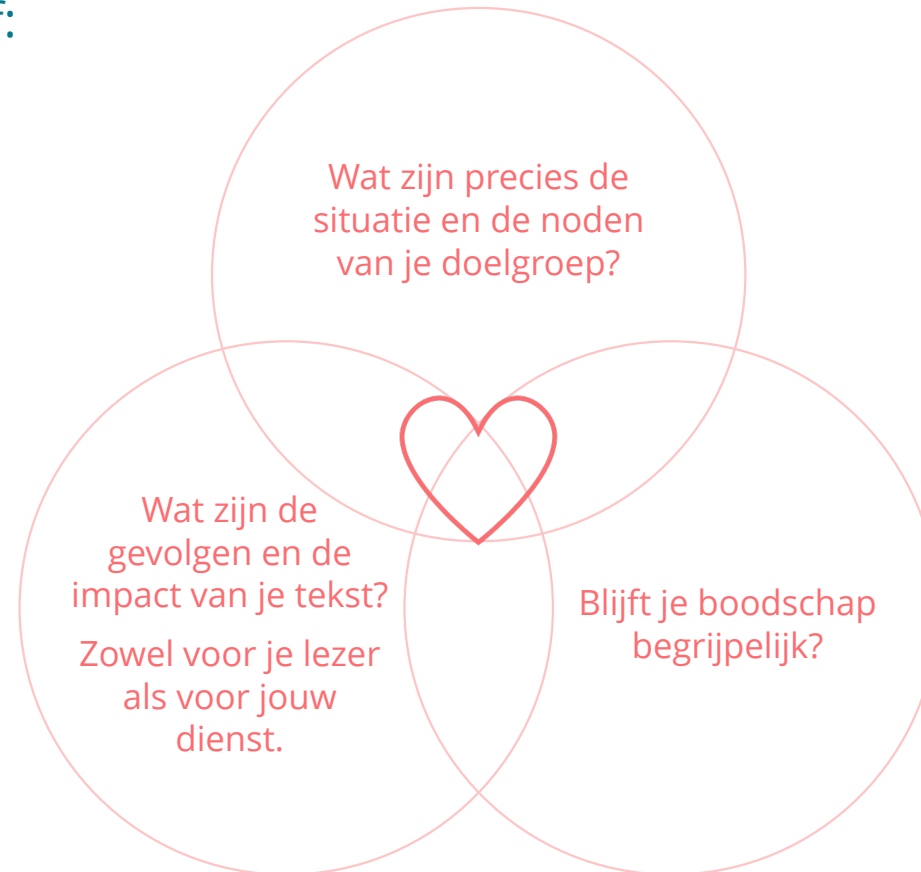 Wat zijn precies de
situatie en de noden
van je doelgroep?
Wat zijn de
gevolgen en de
impact van je tekst?
Zowel voor je lezer
als voor jouw
dienst.
Blijft je boodschap
begrijpelijk?